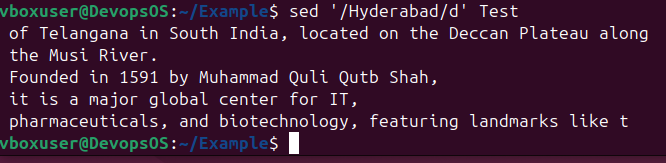 vboxuser@DevopsOS:~/Example$ sed '/Hyderabad/d' Test
of Telangana in South India, located on the Deccan Plateau along
the Musi River.
Founded in 1591 by Muhammad Quli Qutb Shah,
it is a major global center for IT,
pharmaceuticals, and biotechnology, featuring landmarks like t
vboxuser@DevopsOS:~/Example$